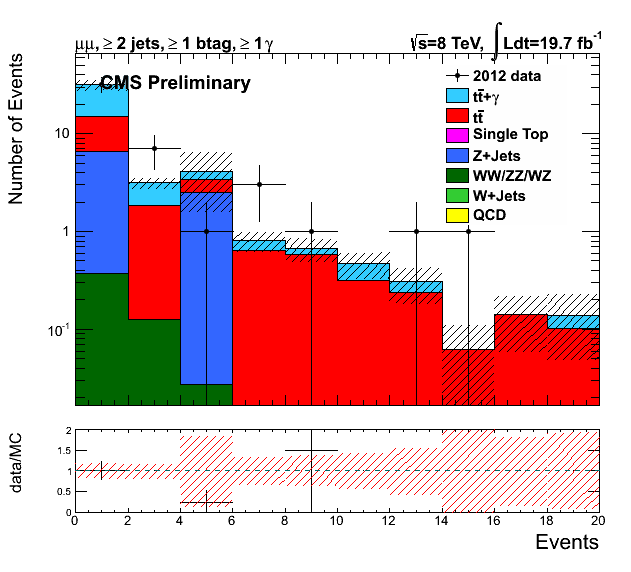 μμ, ≥ 2 jets, ≥ 1 btag, ≥ 1 γ
√s=8 TeV, ∫Ldt=19.7 fb⁻¹
CMS Preliminary
2012 data
tt̄+γ
tt̄
Single Top
Z+Jets
WW/ZZ/WZ
W+Jets
QCD
Number of Events
10
1
10⁻¹
data/MC
2
1.5
1
0.5
0
0 2 4 6 8 10 12 14 16 18 20
Events